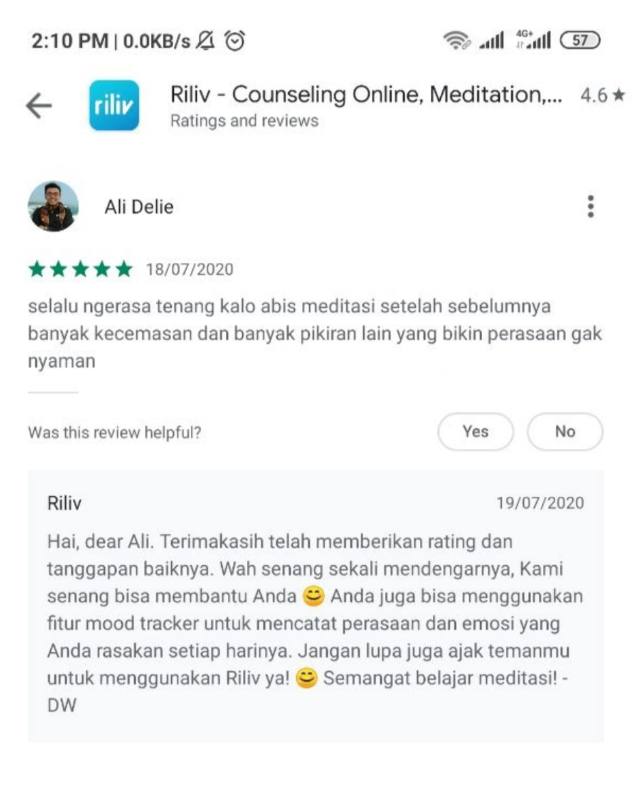 2:10 PM | 0.0KB/s
4G+
57
riliv
Riliv - Counseling Online, Meditation,... 4.6 ★
Ratings and reviews
Ali Delie
★★★★★ 18/07/2020
selalu ngerasa tenang kalo abis meditasi setelah sebelumnya
banyak kecemasan dan banyak pikiran lain yang bikin perasaan gak
nyaman
Was this review helpful? Yes No
Riliv 19/07/2020
Hai, dear Ali. Terimakasih telah memberikan rating dan
tanggapan baiknya. Wah senang sekali mendengarnya, Kami
senang bisa membantu Anda 😊 Anda juga bisa menggunakan
fitur mood tracker untuk mencatat perasaan dan emosi yang
Anda rasakan setiap harinya. Jangan lupa juga ajak temanmu
untuk menggunakan Riliv ya! 😊 Semangat belajar meditasi! -
DW